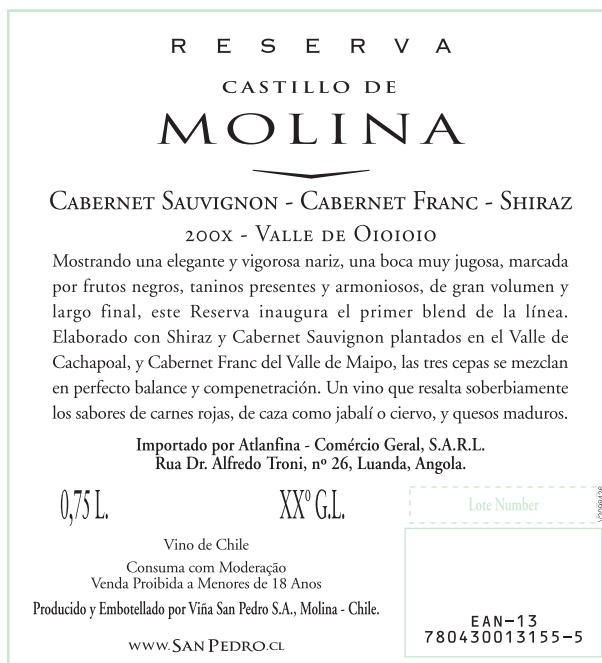 RESERVA
CASTILLO DE
MOLINA
CABERNET SAUVIGNON - CABERNET FRANC - SHIRAZ
200X - VALLE DE OIOIOIO
Mostrando una elegante y vigorosa nariz, una boca muy jugosa, marcada
por frutos negros, taninos presentes y armoniosos, de gran volumen y
largo final, este Reserva inaugura el primer blend de la línea.
Elaborado con Shiraz y Cabernet Sauvignon plantados en el Valle de
Cachapoal, y Cabernet Franc del Valle de Maipo, las tres cepas se mezclan
en perfecto balance y compenetración. Un vino que resalta soberbiamente
los sabores de carnes rojas, de caza como jabalí o ciervo, y quesos maduros.
Importado por Atlanfina - Comércio Geral, S.A.R.L.
Rua Dr. Alfredo Troni, nº 26, Luanda, Angola.
0,75 L. XXº G.L.
Lote Number
Vino de Chile
Consuma com Moderação
Venda Proibida a Menores de 18 Anos
Producido y Embotellado por Viña San Pedro S.A., Molina - Chile.
EAN-13
780430013155-5
WWW.SAN PEDRO.CL